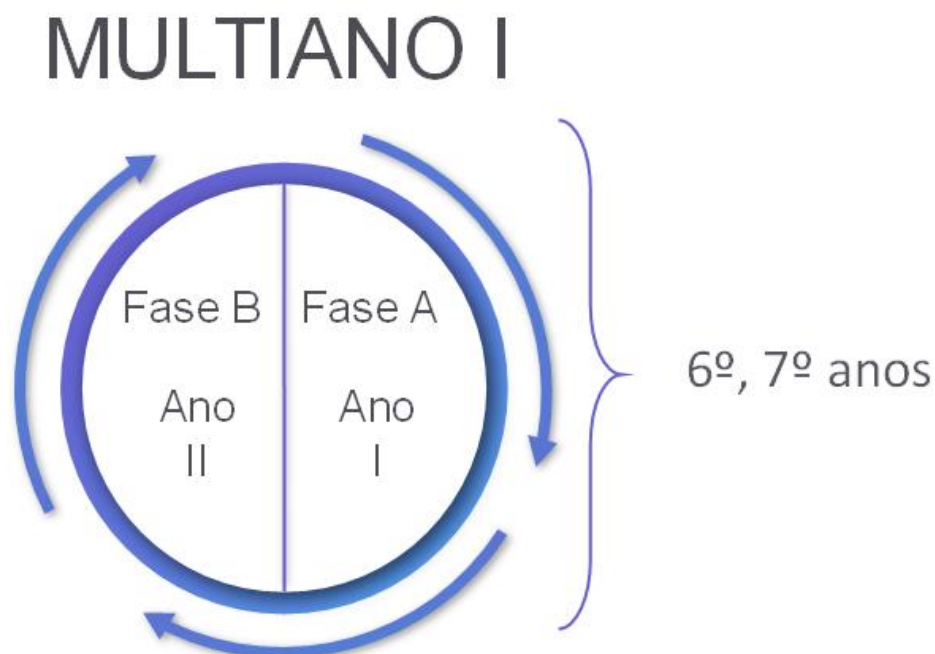 MULTIANO I
Fase B
Ano
II
Fase A
Ano
I
6º, 7º anos